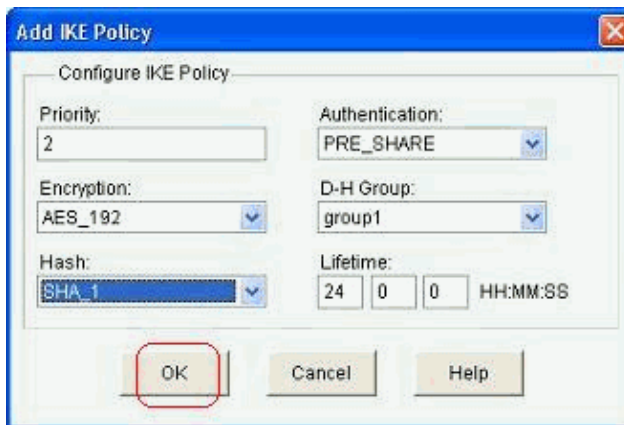 Add IKE Policy
Configure IKE Policy
Priority: Authentication:
2 PRE_SHARE
Encryption: D-H Group:
AES_192 group1
Hash: Lifetime:
SHA_1 24 0 0 HH:MM:SS
OK Cancel Help